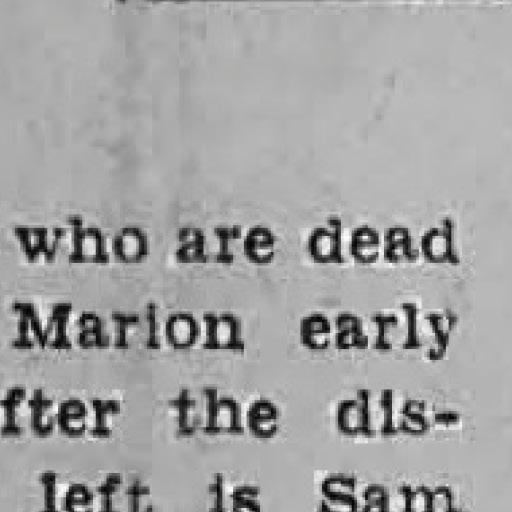 who are dead
Marion early
fter the dis-
left is Sam